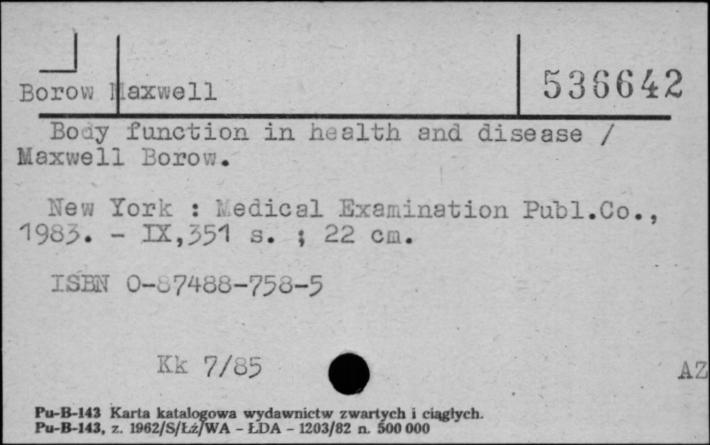 Borow Maxwell
536642
Body function in health and disease /
Maxwell Borow.
New York : Medical Examination Publ.Co.,
1983. - IX,351 s. ; 22 cm.
ISBN 0-87488-758-5
Kk 7/85
AZ
Pu-B-143 Karta katalogowa wydawnictw zwartych i ciągłych.
Pu-B-143, z. 1962/S/Łź/WA - ŁDA - 1203/82 n. 500 000